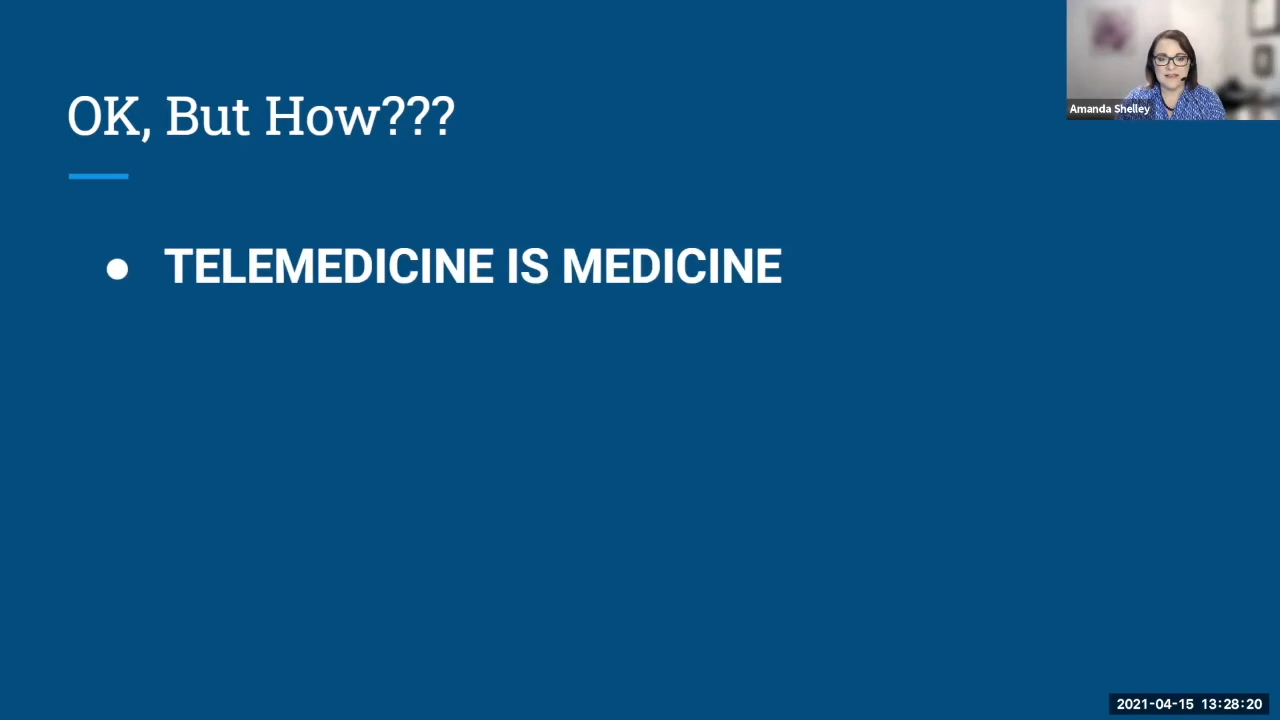 Amanda Shelley
OK, But How???
● TELEMEDICINE IS MEDICINE
2021-04-15 13:28:20